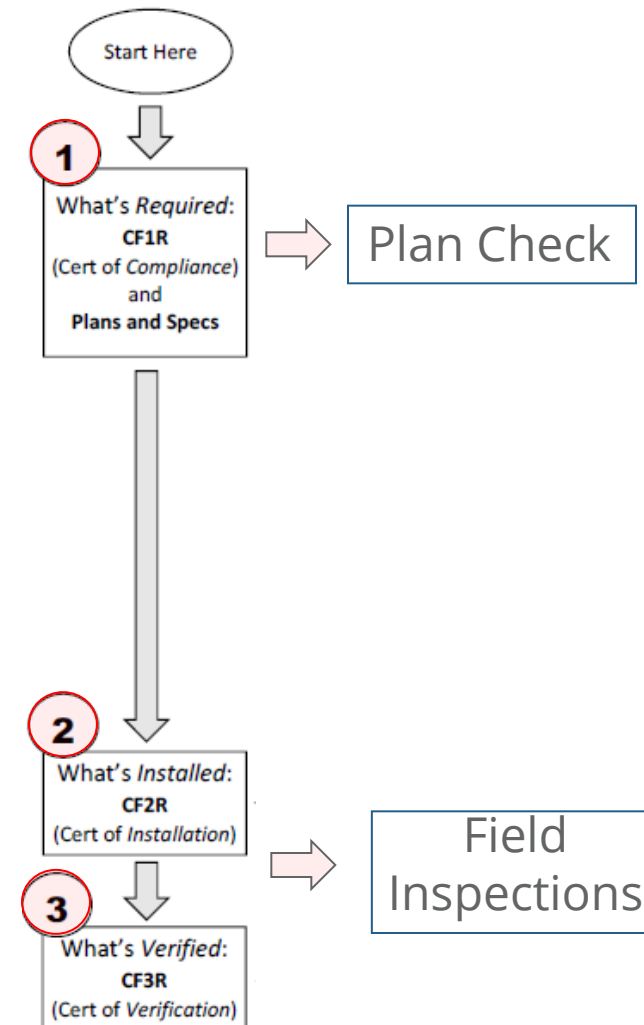 Start Here
1
What's Required:
CF1R
(Cert of Compliance)
and
Plans and Specs
Plan Check
2
What's Installed:
CF2R
(Cert of Installation)
Field
Inspections
3
What's Verified:
CF3R
(Cert of Verification)